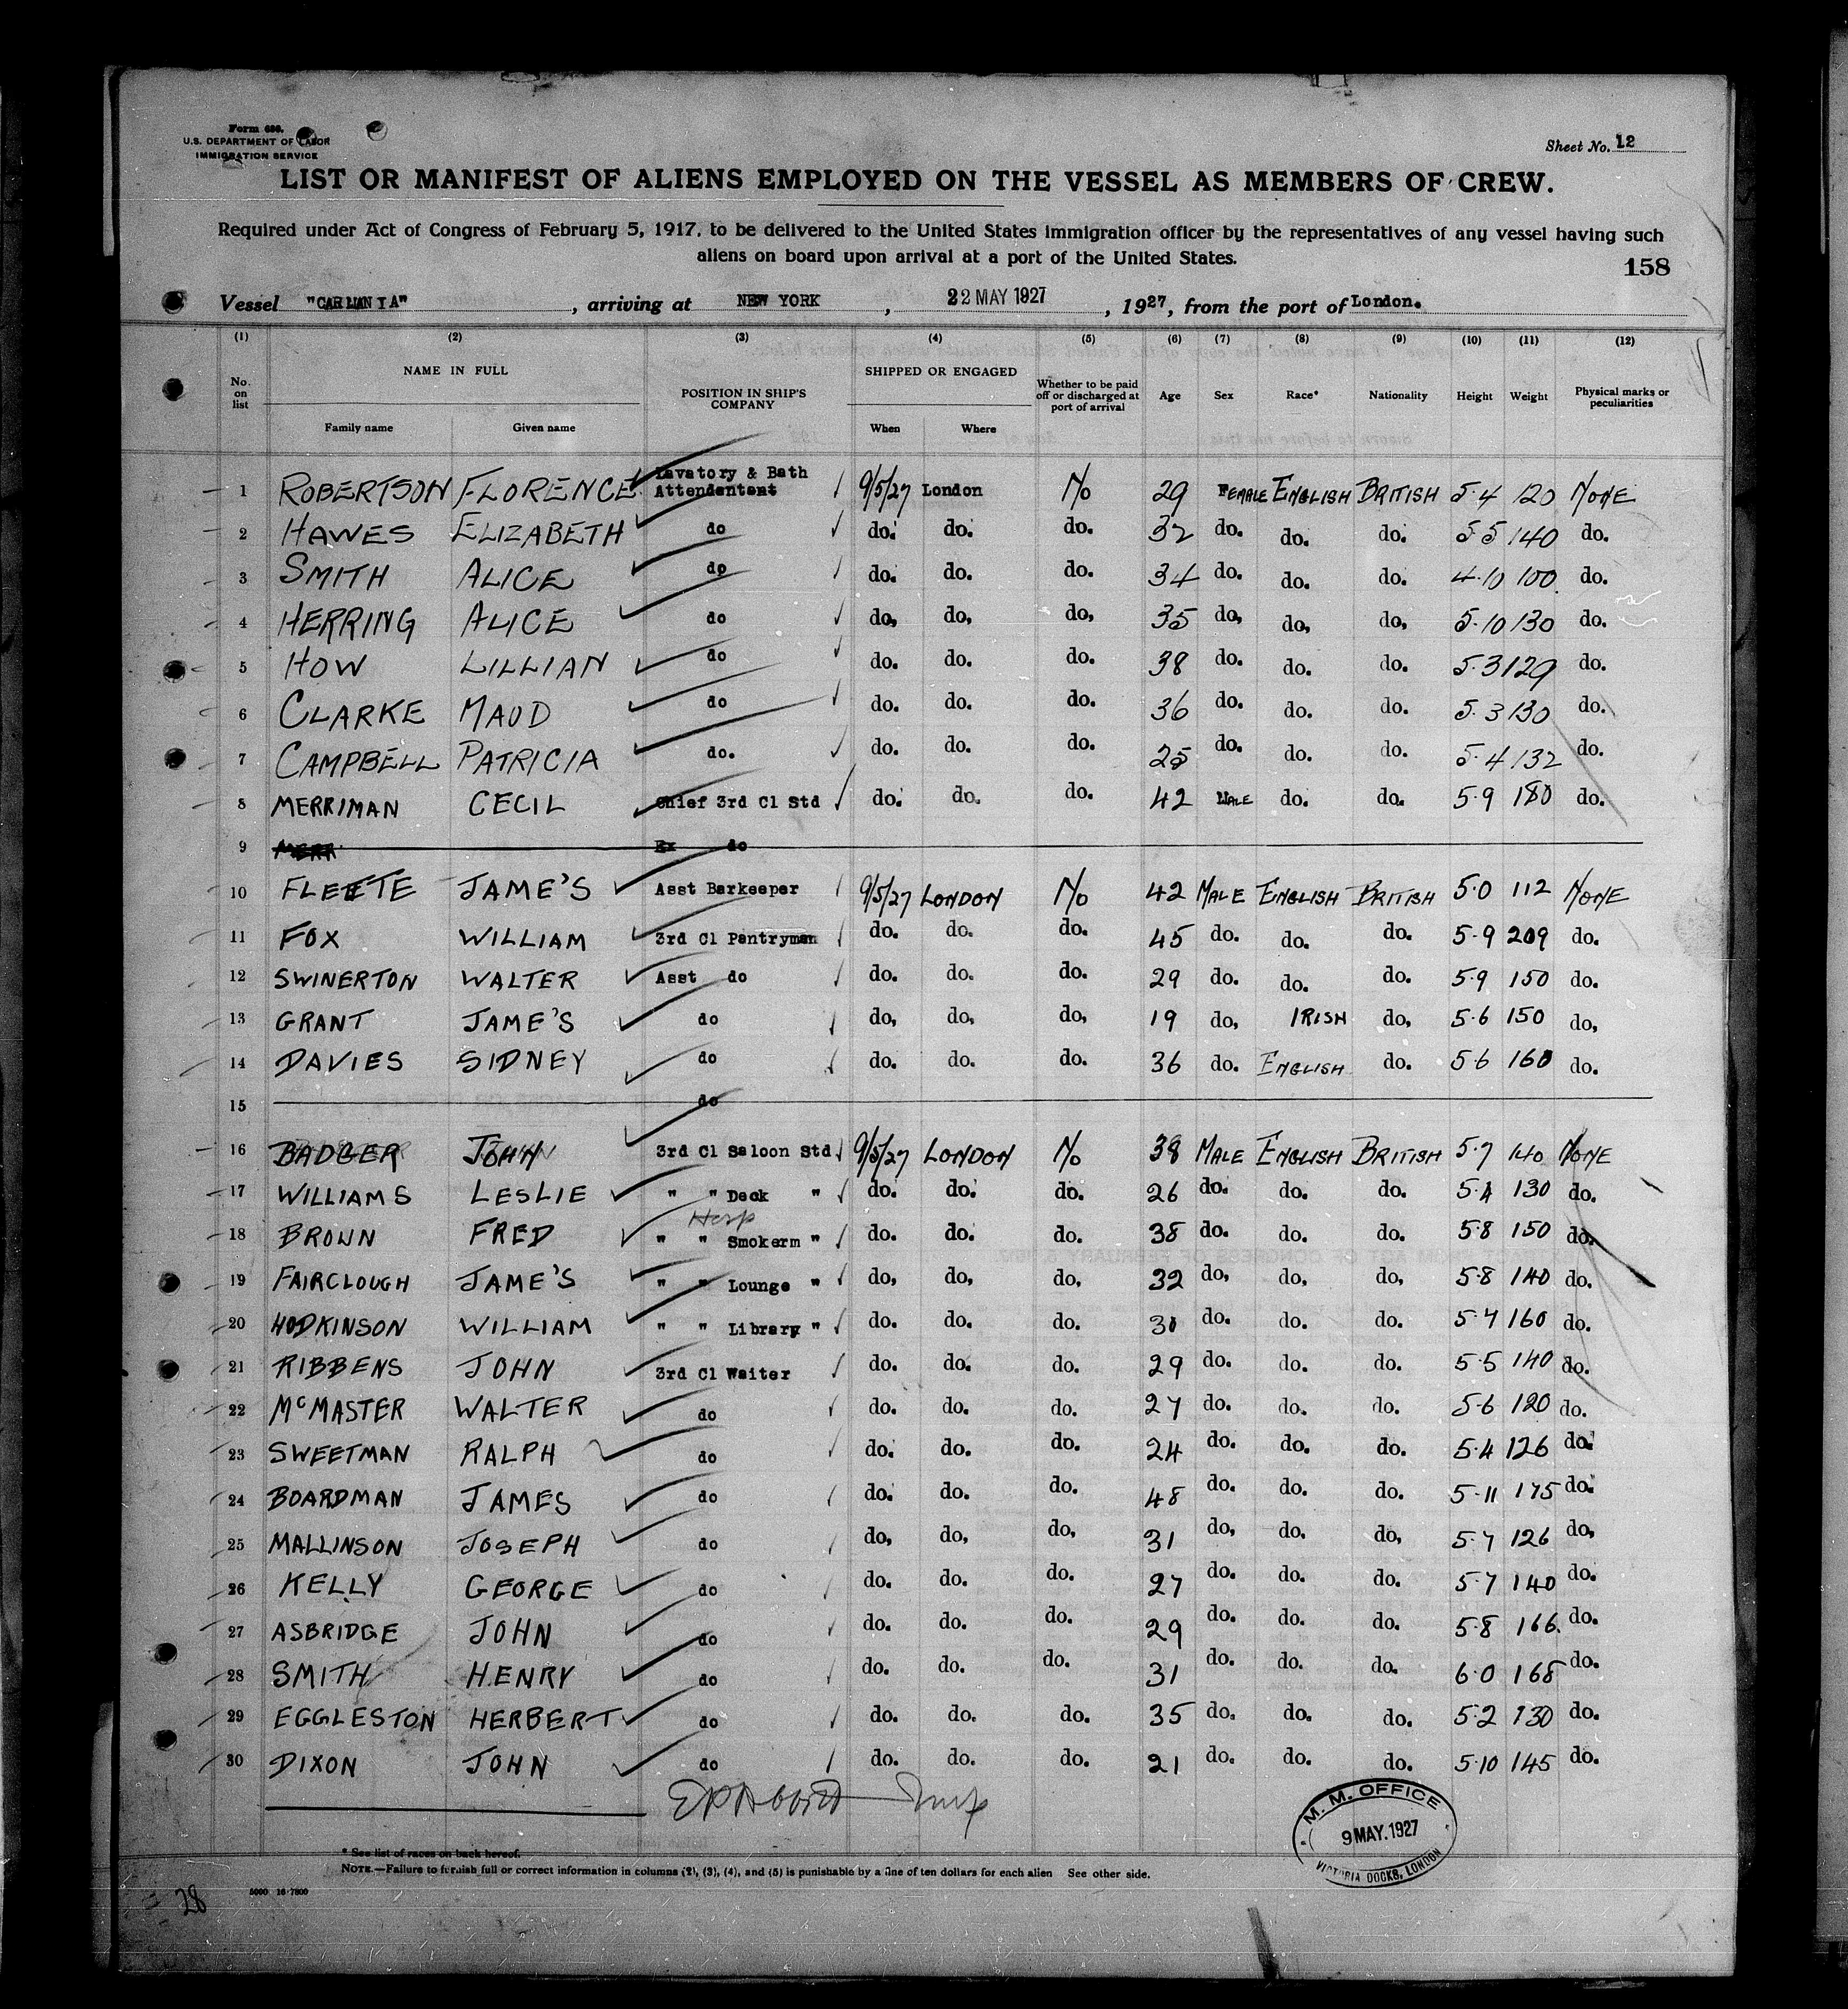 Form 686.
U.S. DEPARTMENT OF LABOR
IMMIGRATION SERVICE
Sheet No. 12
LIST OR MANIFEST OF ALIENS EMPLOYED ON THE VESSEL AS MEMBERS OF CREW.
Required under Act of Congress of February 5, 1917, to be delivered to the United States immigration officer by the representatives of any vessel having such
aliens on board upon arrival at a port of the United States.
158
Vessel "CARMANIA", arriving at NEW YORK, 22 MAY 1927, 1927, from the port of London.
(1) (2) (3) (4) (5) (6) (7) (8) (9) (10) (11) (12)
No. on list NAME IN FULL Family name Given name POSITION IN SHIP'S COMPANY SHIPPED OR ENGAGED When Where Whether to be paid off or discharged at port of arrival Age Sex Race* Nationality Height Weight Physical marks or peculiarities
1 ROBERTSON FLORENCE Lavatory & Bath Attendentent 9/5/27 London No 29 FEMALE ENGLISH BRITISH 5.4 120 NONE
2 HAWES ELIZABETH do do. do. do. 32 do. do. do. 5.5 140 do.
3 SMITH ALICE do do. do. do. 34 do. do. do. 4.10 100 do.
4 HERRING ALICE do do, do, do, 35 do, do, do, 5.10 130 do.
5 HOW LILLIAN do do. do. do. 38 do. do. do. 5.3 129 do.
6 CLARKE MAUD do do. do. do. 36 do. do. do. 5.3 130 do.
7 CAMPBELL PATRICIA do. do. do. do. 25 do. do. do. 5.4 132 do.
8 MERRIMAN CECIL Chief 3rd Cl Std do. do. do. 42 MALE do. do. 5.9 180 do.
9 MERR Ex do
10 FLEETE JAME'S Asst Barkeeper 9/5/27 LONDON No 42 MALE ENGLISH BRITISH 5.0 112 NONE
11 FOX WILLIAM 3rd Cl Pantryman do. do. do. 45 do. do. do. 5.9 209 do.
12 SWINERTON WALTER Asst do do. do. do. 29 do. do. do. 5.9 150 do.
13 GRANT JAME'S do do, do, do, 19 do, IRISH do, 5.6 150 do,
14 DAVIES SIDNEY do do. do. do. 36 do. ENGLISH do. 5.6 160 do.
15 do
16 BADGER JOHN 3rd Cl Saloon Std 9/5/27 LONDON No 38 MALE ENGLISH BRITISH 5.7 140 NONE
17 WILLIAMS LESLIE " " Deck " do. do. do. 26 do. do. do. 5.4 130 do.
Hosp
18 BROWN FRED " " Smokerm " do. do. do. 38 do. do. do. 5.8 150 do.
19 FAIRCLOUGH JAME'S " " Lounge " do, do, do, 32 do, do, do, 5.8 140 do.
20 HODKINSON WILLIAM " " Library " do. do. do. 30 do. do. do. 5.7 160 do.
21 RIBBENS JOHN 3rd Cl Waiter do. do. do. 29 do. do. do. 5.5 140 do.
22 McMASTER WALTER do do. do. do. 27 do. do. do. 5.6 120 do.
23 SWEETMAN RALPH do do. do. do. 24 do. do. do. 5.4 126 do.
24 BOARDMAN JAMES do do. do. do. 48 do. do. do. 5.11 175 do.
25 MALLINSON JOSEPH do do, do, do, 31 do, do, do, 5.7 126 do,
26 KELLY GEORGE do do. do. do. 27 do. do. do. 5.7 140 do.
27 ASBRIDGE JOHN do do. do. do. 29 do. do. do. 5.8 166. do.
28 SMITH HENRY do do. do. do. 31 do. do. do. 6.0 168 do.
29 EGGLESTON HERBERT do do. do. do. 35 do. do. do. 5.2 130 do.
30 DIXON JOHN do do. do. do. 21 do. do. do. 5.10 145 do.
M. M. OFFICE
9 MAY. 1927
VICTORIA DOCKS, LONDON
* See list of races on back hereof.
NOTE.—Failure to furnish full or correct information in columns (2), (3), (4), and (5) is punishable by a fine of ten dollars for each alien See other side.
28